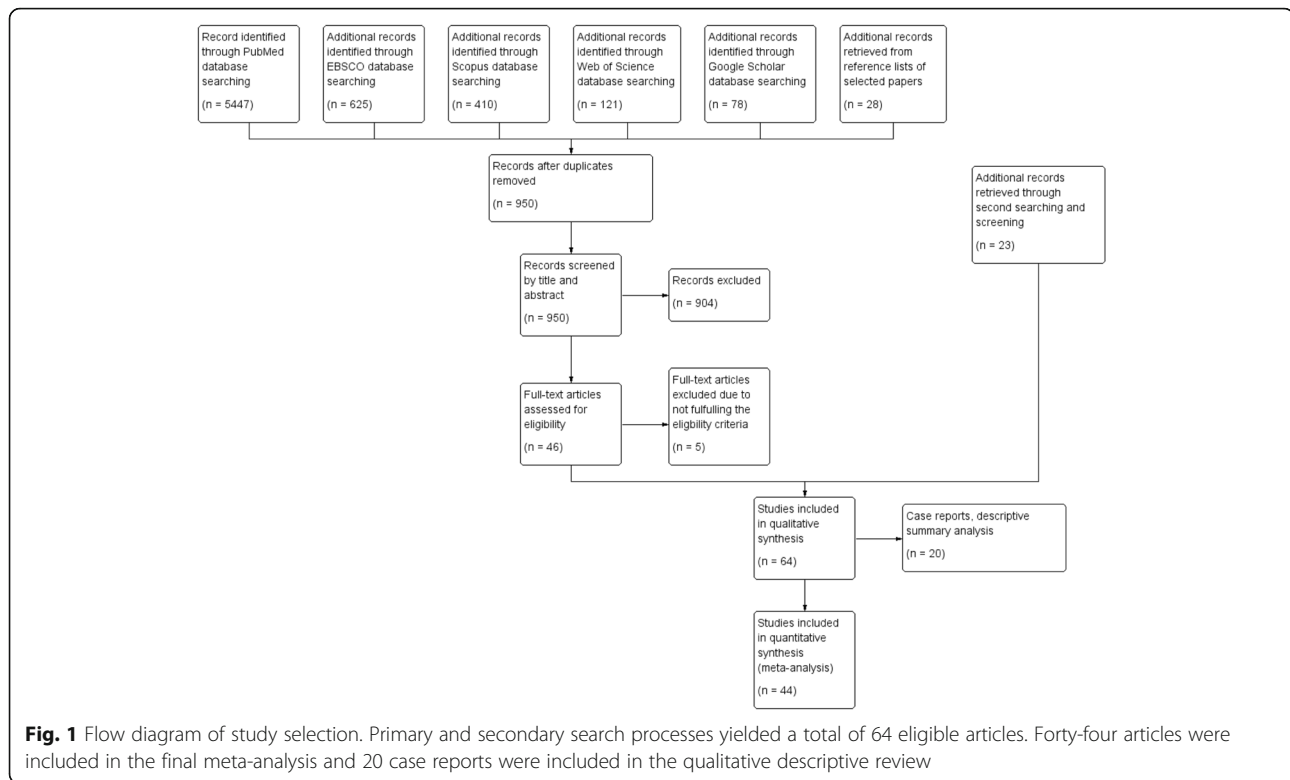 Record identified
through PubMed
database
searching
(n = 5447)
Additional records
identified through
EBSCO database
searching
(n = 625)
Additional records
identified through
Scopus database
searching
(n = 410)
Additional records
identified through
Web of Science
database searching
(n = 121)
Additional records
identified through
Google Scholar
database searching
(n = 78)
Additional records
retrieved from
reference lists of
selected papers
(n = 28)
Records after duplicates
removed
(n = 950)
Additional records
retrieved through
second searching and
screening
(n = 23)
Records screened
by title and
abstract
(n = 950)
Records excluded
(n = 904)
Full-text articles
assessed for
eligibility
(n = 46)
Full-text articles
excluded due to
not fulfulling the
eligbility criteria
(n = 5)
Studies included
in qualitative
synthesis
(n = 64)
Case reports, descriptive
summary analysis
(n = 20)
Studies included
in quantitative
synthesis
(meta-analysis)
(n = 44)
Fig. 1 Flow diagram of study selection. Primary and secondary search processes yielded a total of 64 eligible articles. Forty-four articles were
included in the final meta-analysis and 20 case reports were included in the qualitative descriptive review